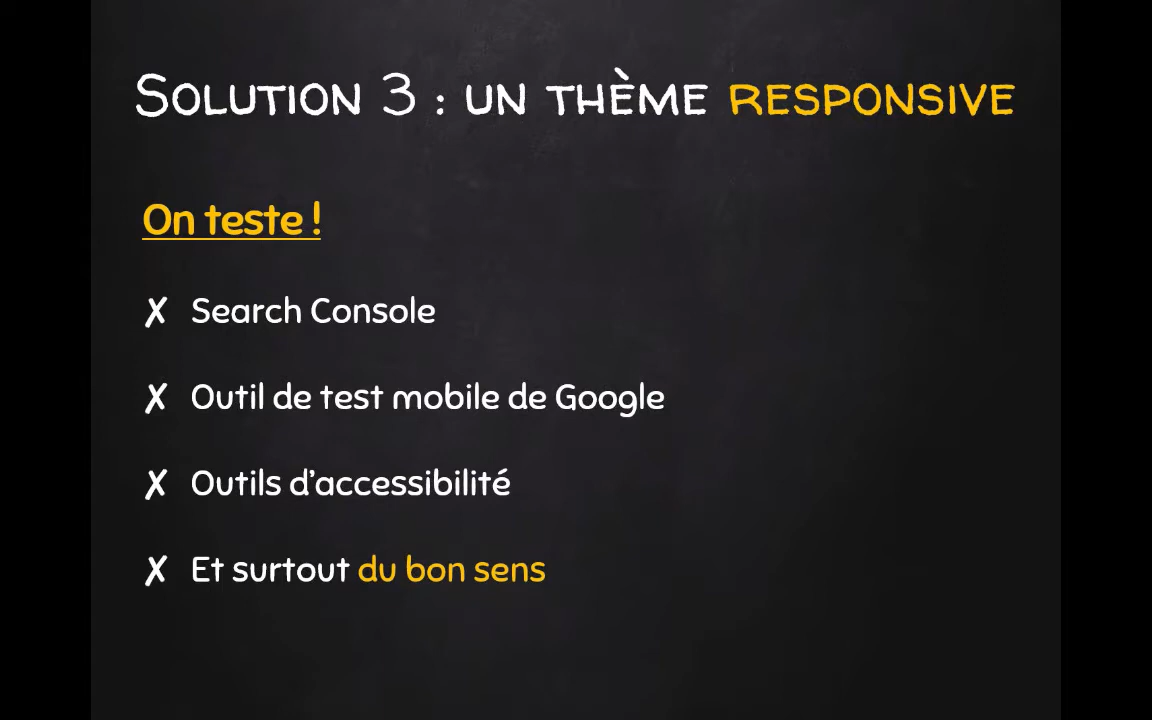 Solution 3 : un thème responsive
On teste !
✗ Search Console
✗ Outil de test mobile de Google
✗ Outils d’accessibilité
✗ Et surtout du bon sens